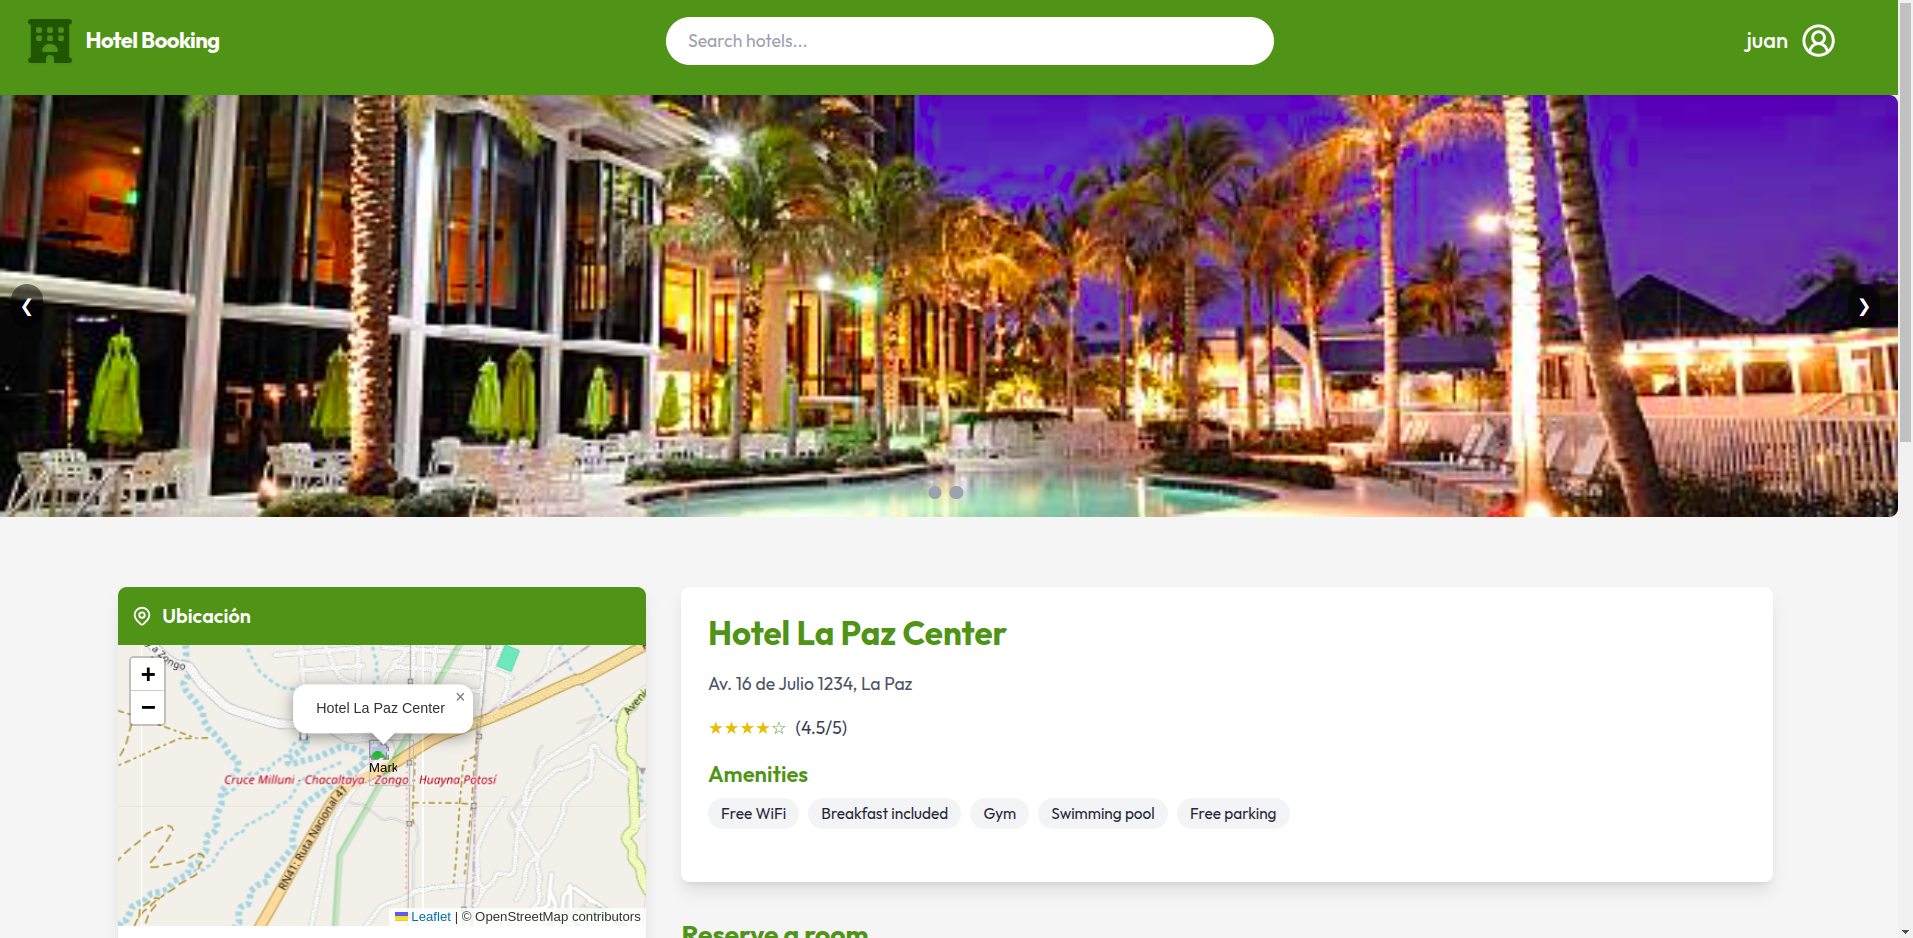 Hotel Booking
Search hotels...
juan
❮
❯
Ubicación
a Zongo
+
−
Hotel La Paz Center
×
Mark
Cruce Milluni - Chacaltaya - Zongo - Huayna Potosí
RN41: Ruta Nacional 41
Aveni
Leaflet | © OpenStreetMap contributors
Hotel La Paz Center
Av. 16 de Julio 1234, La Paz
★★★★☆ (4.5/5)
Amenities
Free WiFi
Breakfast included
Gym
Swimming pool
Free parking
Reserve a room